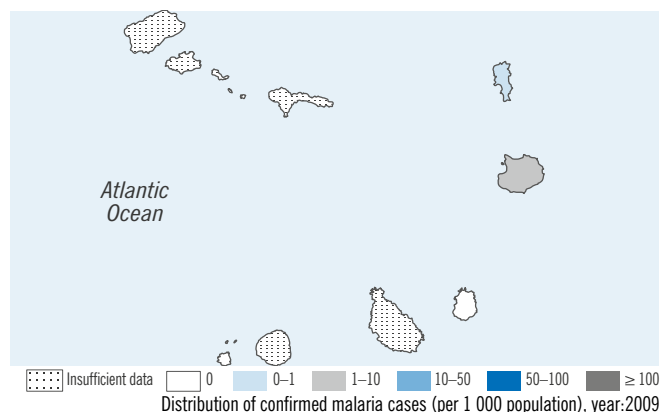 Atlantic
Ocean
Insufficient data 0 0–1 1–10 10–50 50–100 ≥ 100
Distribution of confirmed malaria cases (per 1 000 population), year:2009